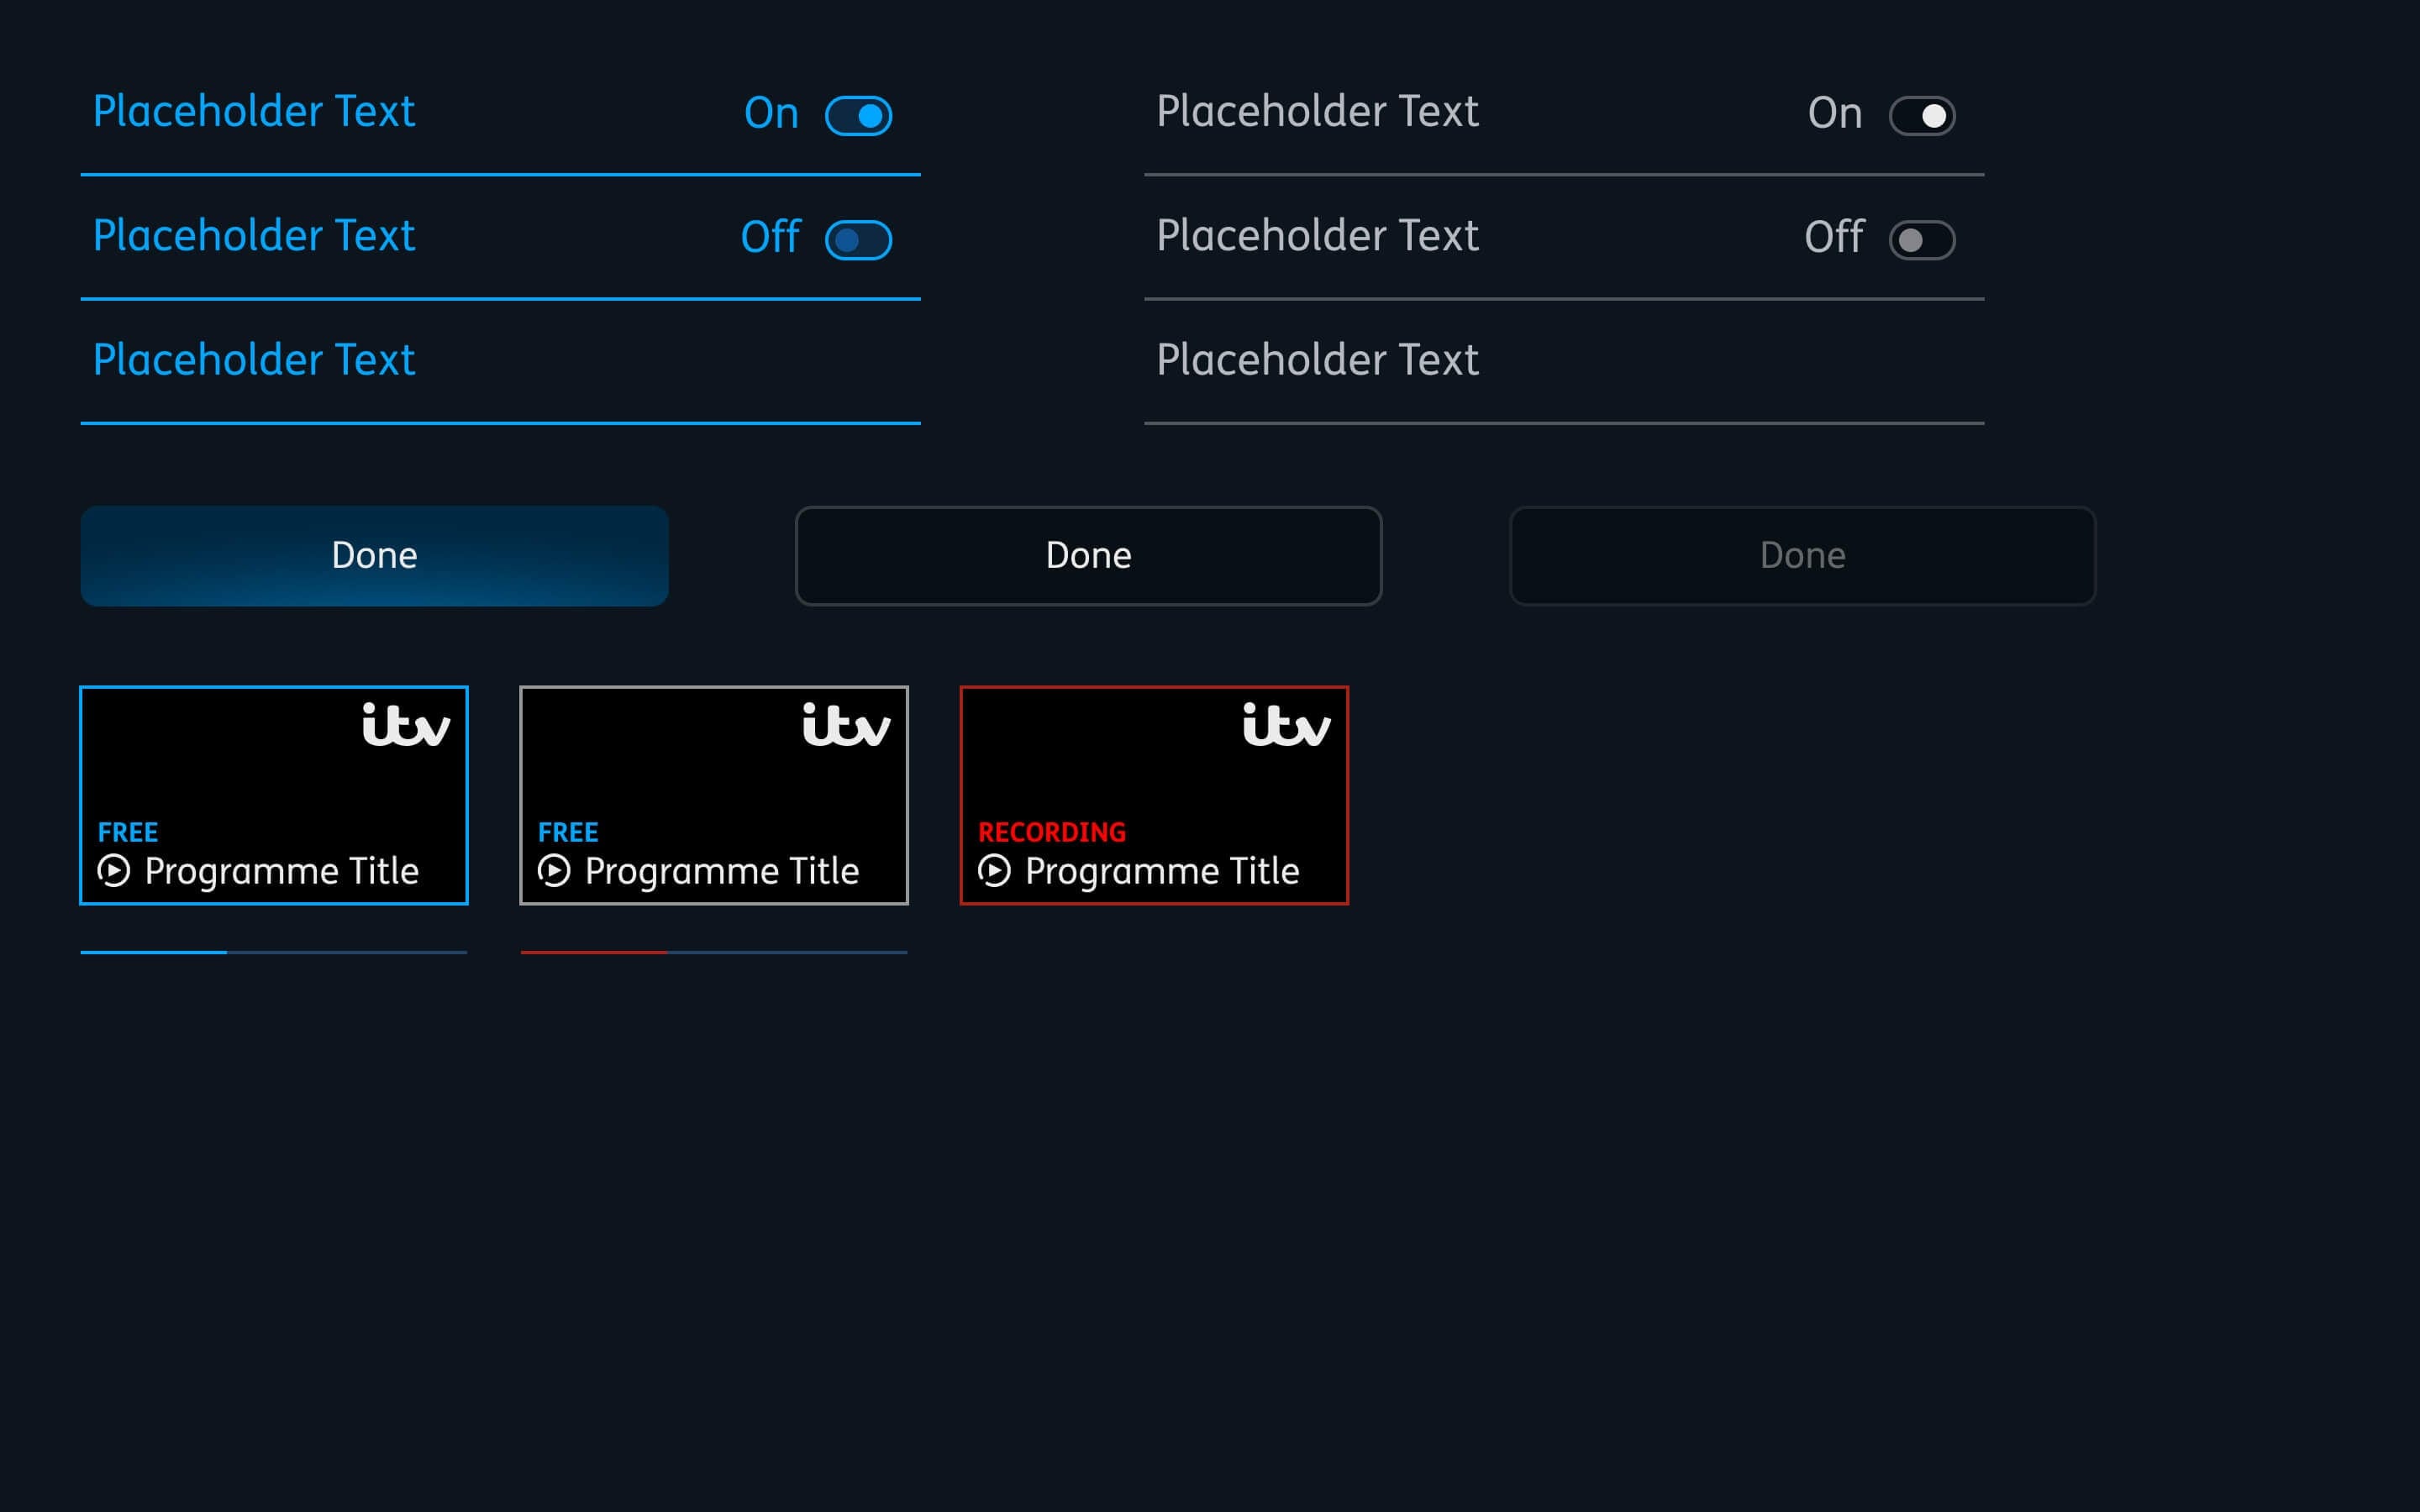 Placeholder Text On
Placeholder Text On
Placeholder Text Off
Placeholder Text Off
Placeholder Text
Placeholder Text
Done
Done
Done
itv
FREE
Programme Title
itv
FREE
Programme Title
itv
RECORDING
Programme Title